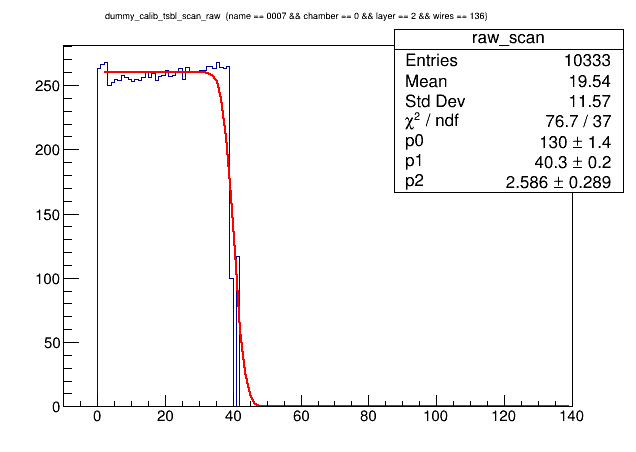 dummy_calib_tsbl_scan_raw (name == 0007 && chamber == 0 && layer == 2 && wires == 136)
raw_scan
Entries 10333
Mean 19.54
Std Dev 11.57
χ² / ndf 76.7 / 37
p0 130 ± 1.4
p1 40.3 ± 0.2
p2 2.586 ± 0.289
250
200
150
100
50
0
0 20 40 60 80 100 120 140